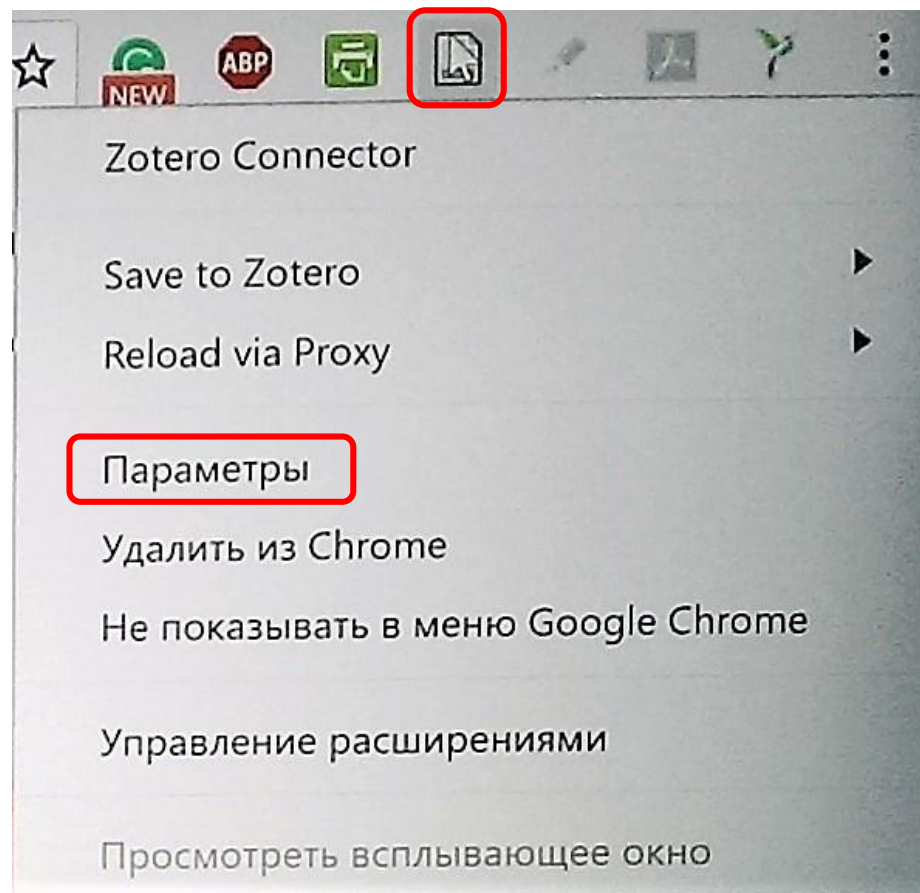 NEW
ABP
Zotero Connector
Save to Zotero
Reload via Proxy
Параметры
Удалить из Chrome
Не показывать в меню Google Chrome
Управление расширениями
Просмотреть всплывающее окно